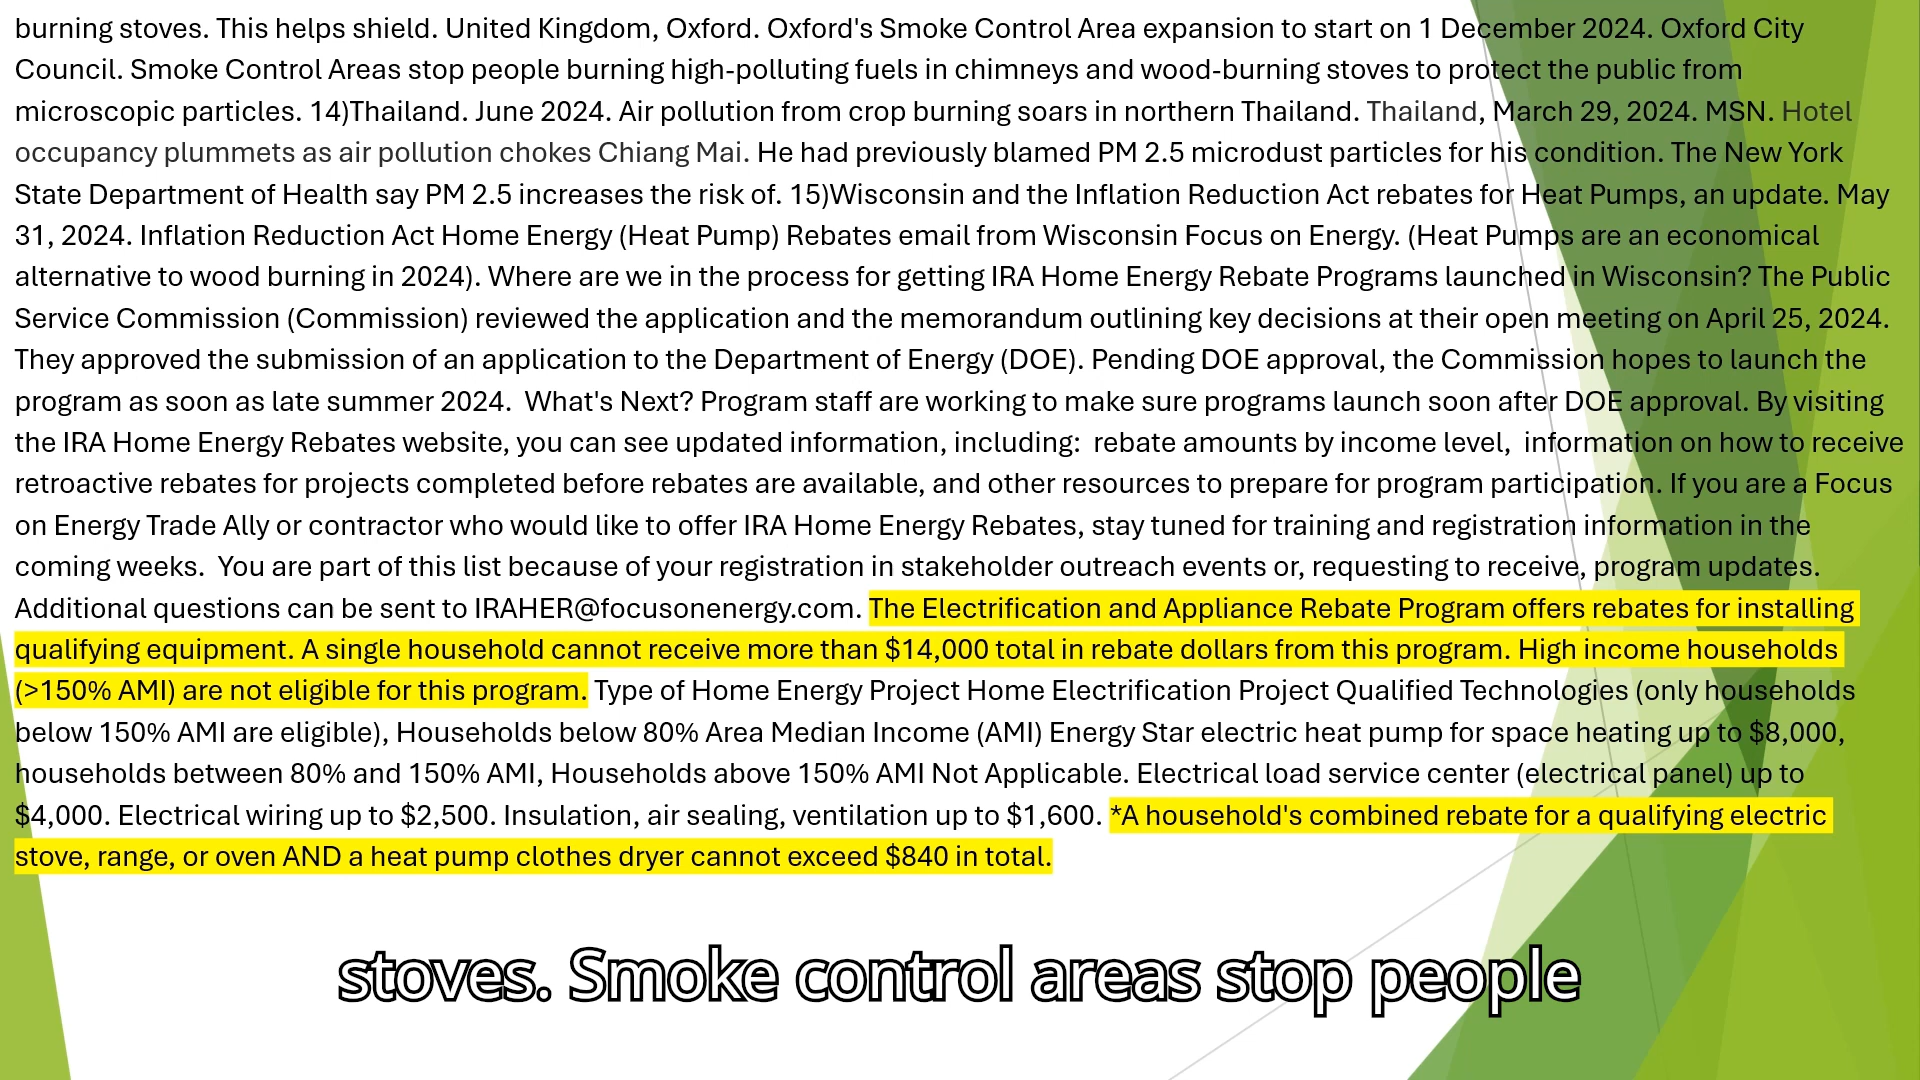 burning stoves. This helps shield. United Kingdom, Oxford. Oxford's Smoke Control Area expansion to start on 1 December 2024. Oxford City
Council. Smoke Control Areas stop people burning high-polluting fuels in chimneys and wood-burning stoves to protect the public from
microscopic particles. 14)Thailand. June 2024. Air pollution from crop burning soars in northern Thailand. Thailand, March 29, 2024. MSN. Hotel
occupancy plummets as air pollution chokes Chiang Mai. He had previously blamed PM 2.5 microdust particles for his condition. The New York
State Department of Health say PM 2.5 increases the risk of. 15)Wisconsin and the Inflation Reduction Act rebates for Heat Pumps, an update. May
31, 2024. Inflation Reduction Act Home Energy (Heat Pump) Rebates email from Wisconsin Focus on Energy. (Heat Pumps are an economical
alternative to wood burning in 2024). Where are we in the process for getting IRA Home Energy Rebate Programs launched in Wisconsin? The Public
Service Commission (Commission) reviewed the application and the memorandum outlining key decisions at their open meeting on April 25, 2024.
They approved the submission of an application to the Department of Energy (DOE). Pending DOE approval, the Commission hopes to launch the
program as soon as late summer 2024.  What's Next? Program staff are working to make sure programs launch soon after DOE approval. By visiting
the IRA Home Energy Rebates website, you can see updated information, including:  rebate amounts by income level,  information on how to receive
retroactive rebates for projects completed before rebates are available, and other resources to prepare for program participation. If you are a Focus
on Energy Trade Ally or contractor who would like to offer IRA Home Energy Rebates, stay tuned for training and registration information in the
coming weeks.  You are part of this list because of your registration in stakeholder outreach events or, requesting to receive, program updates.
Additional questions can be sent to IRAHER@focusonenergy.com. The Electrification and Appliance Rebate Program offers rebates for installing
qualifying equipment. A single household cannot receive more than $14,000 total in rebate dollars from this program. High income households
(>150% AMI) are not eligible for this program. Type of Home Energy Project Home Electrification Project Qualified Technologies (only households
below 150% AMI are eligible), Households below 80% Area Median Income (AMI) Energy Star electric heat pump for space heating up to $8,000,
households between 80% and 150% AMI, Households above 150% AMI Not Applicable. Electrical load service center (electrical panel) up to
$4,000. Electrical wiring up to $2,500. Insulation, air sealing, ventilation up to $1,600. *A household's combined rebate for a qualifying electric
stove, range, or oven AND a heat pump clothes dryer cannot exceed $840 in total.
stoves. Smoke control areas stop people